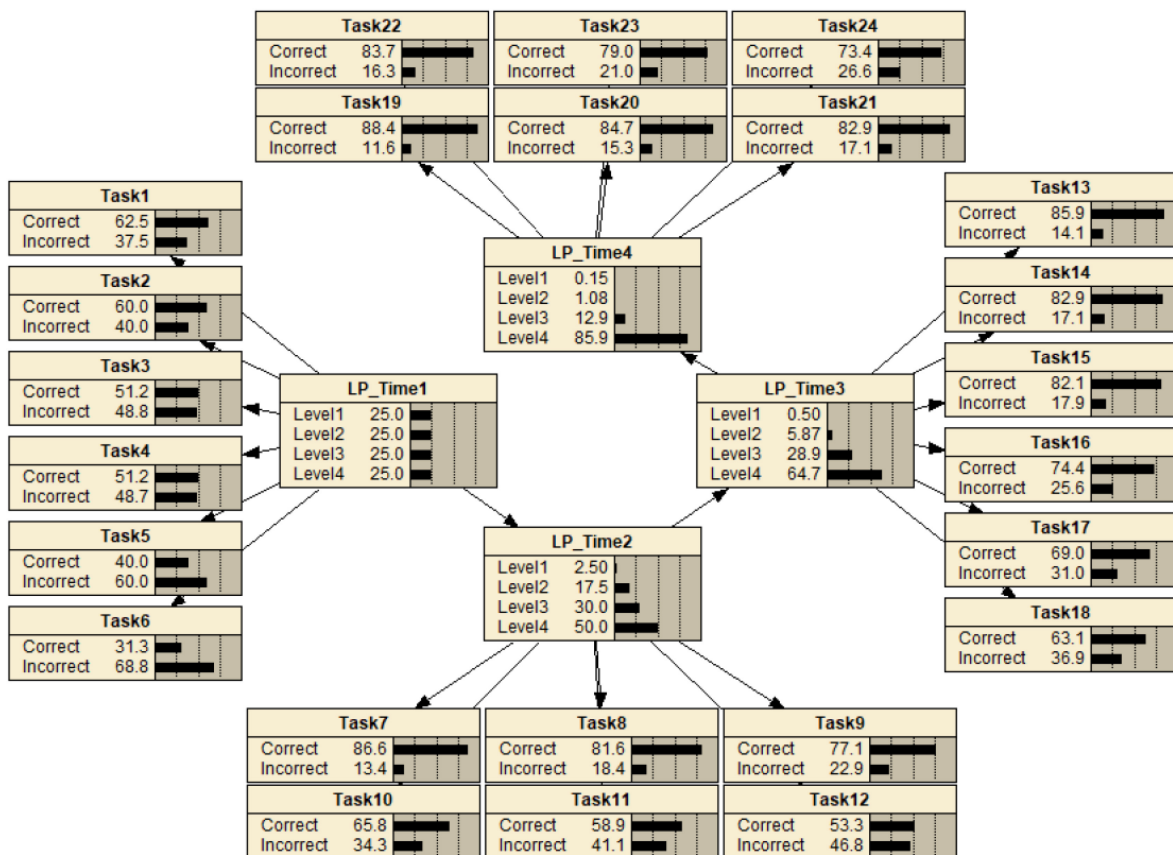 Task22
Correct 83.7
Incorrect 16.3
Task23
Correct 79.0
Incorrect 21.0
Task24
Correct 73.4
Incorrect 26.6
Task19
Correct 88.4
Incorrect 11.6
Task20
Correct 84.7
Incorrect 15.3
Task21
Correct 82.9
Incorrect 17.1
Task1
Correct 62.5
Incorrect 37.5
Task2
Correct 60.0
Incorrect 40.0
Task3
Correct 51.2
Incorrect 48.8
Task4
Correct 51.2
Incorrect 48.7
Task5
Correct 40.0
Incorrect 60.0
Task6
Correct 31.3
Incorrect 68.8
LP_Time4
Level1 0.15
Level2 1.08
Level3 12.9
Level4 85.9
LP_Time1
Level1 25.0
Level2 25.0
Level3 25.0
Level4 25.0
LP_Time3
Level1 0.50
Level2 5.87
Level3 28.9
Level4 64.7
LP_Time2
Level1 2.50
Level2 17.5
Level3 30.0
Level4 50.0
Task13
Correct 85.9
Incorrect 14.1
Task14
Correct 82.9
Incorrect 17.1
Task15
Correct 82.1
Incorrect 17.9
Task16
Correct 74.4
Incorrect 25.6
Task17
Correct 69.0
Incorrect 31.0
Task18
Correct 63.1
Incorrect 36.9
Task7
Correct 86.6
Incorrect 13.4
Task8
Correct 81.6
Incorrect 18.4
Task9
Correct 77.1
Incorrect 22.9
Task10
Correct 65.8
Incorrect 34.3
Task11
Correct 58.9
Incorrect 41.1
Task12
Correct 53.3
Incorrect 46.8